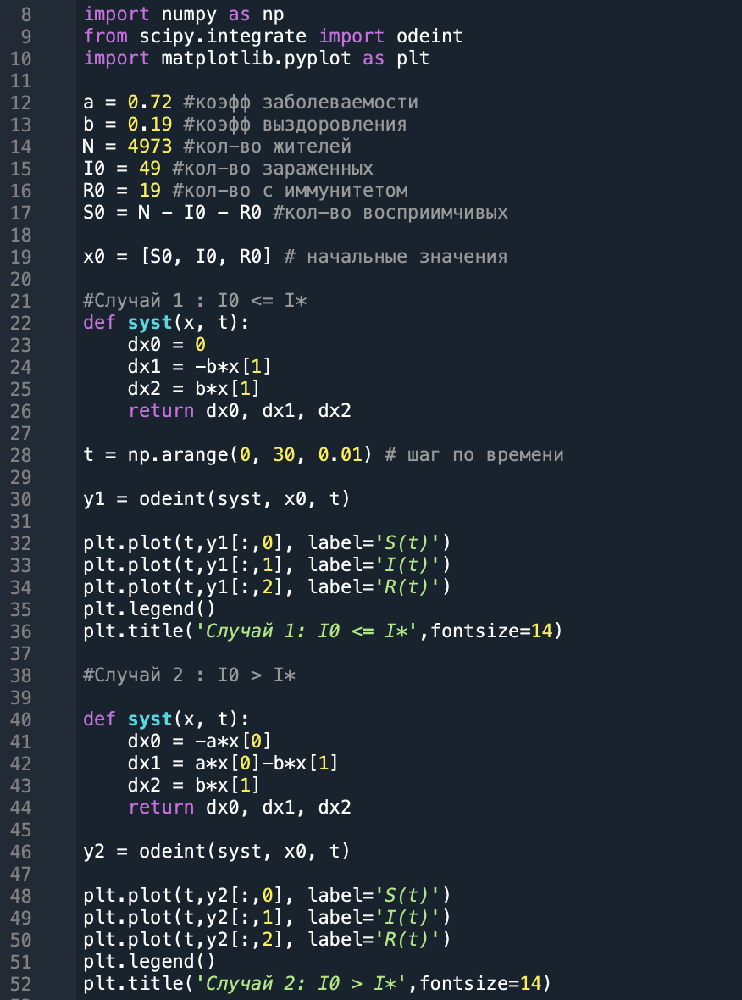 8 import numpy as np
9 from scipy.integrate import odeint
10 import matplotlib.pyplot as plt
11
12 a = 0.72 #коэфф заболеваемости
13 b = 0.19 #коэфф выздоровления
14 N = 4973 #кол-во жителей
15 I0 = 49 #кол-во зараженных
16 R0 = 19 #кол-во с иммунитетом
17 S0 = N - I0 - R0 #кол-во восприимчивых
18
19 x0 = [S0, I0, R0] # начальные значения
20
21 #Случай 1 : I0 <= I*
22 def syst(x, t):
23     dx0 = 0
24     dx1 = -b*x[1]
25     dx2 = b*x[1]
26     return dx0, dx1, dx2
27
28 t = np.arange(0, 30, 0.01) # шаг по времени
29
30 y1 = odeint(syst, x0, t)
31
32 plt.plot(t,y1[:,0], label='S(t)')
33 plt.plot(t,y1[:,1], label='I(t)')
34 plt.plot(t,y1[:,2], label='R(t)')
35 plt.legend()
36 plt.title('Случай 1: I0 <= I*',fontsize=14)
37
38 #Случай 2 : I0 > I*
39
40 def syst(x, t):
41     dx0 = -a*x[0]
42     dx1 = a*x[0]-b*x[1]
43     dx2 = b*x[1]
44     return dx0, dx1, dx2
45
46 y2 = odeint(syst, x0, t)
47
48 plt.plot(t,y2[:,0], label='S(t)')
49 plt.plot(t,y2[:,1], label='I(t)')
50 plt.plot(t,y2[:,2], label='R(t)')
51 plt.legend()
52 plt.title('Случай 2: I0 > I*',fontsize=14)